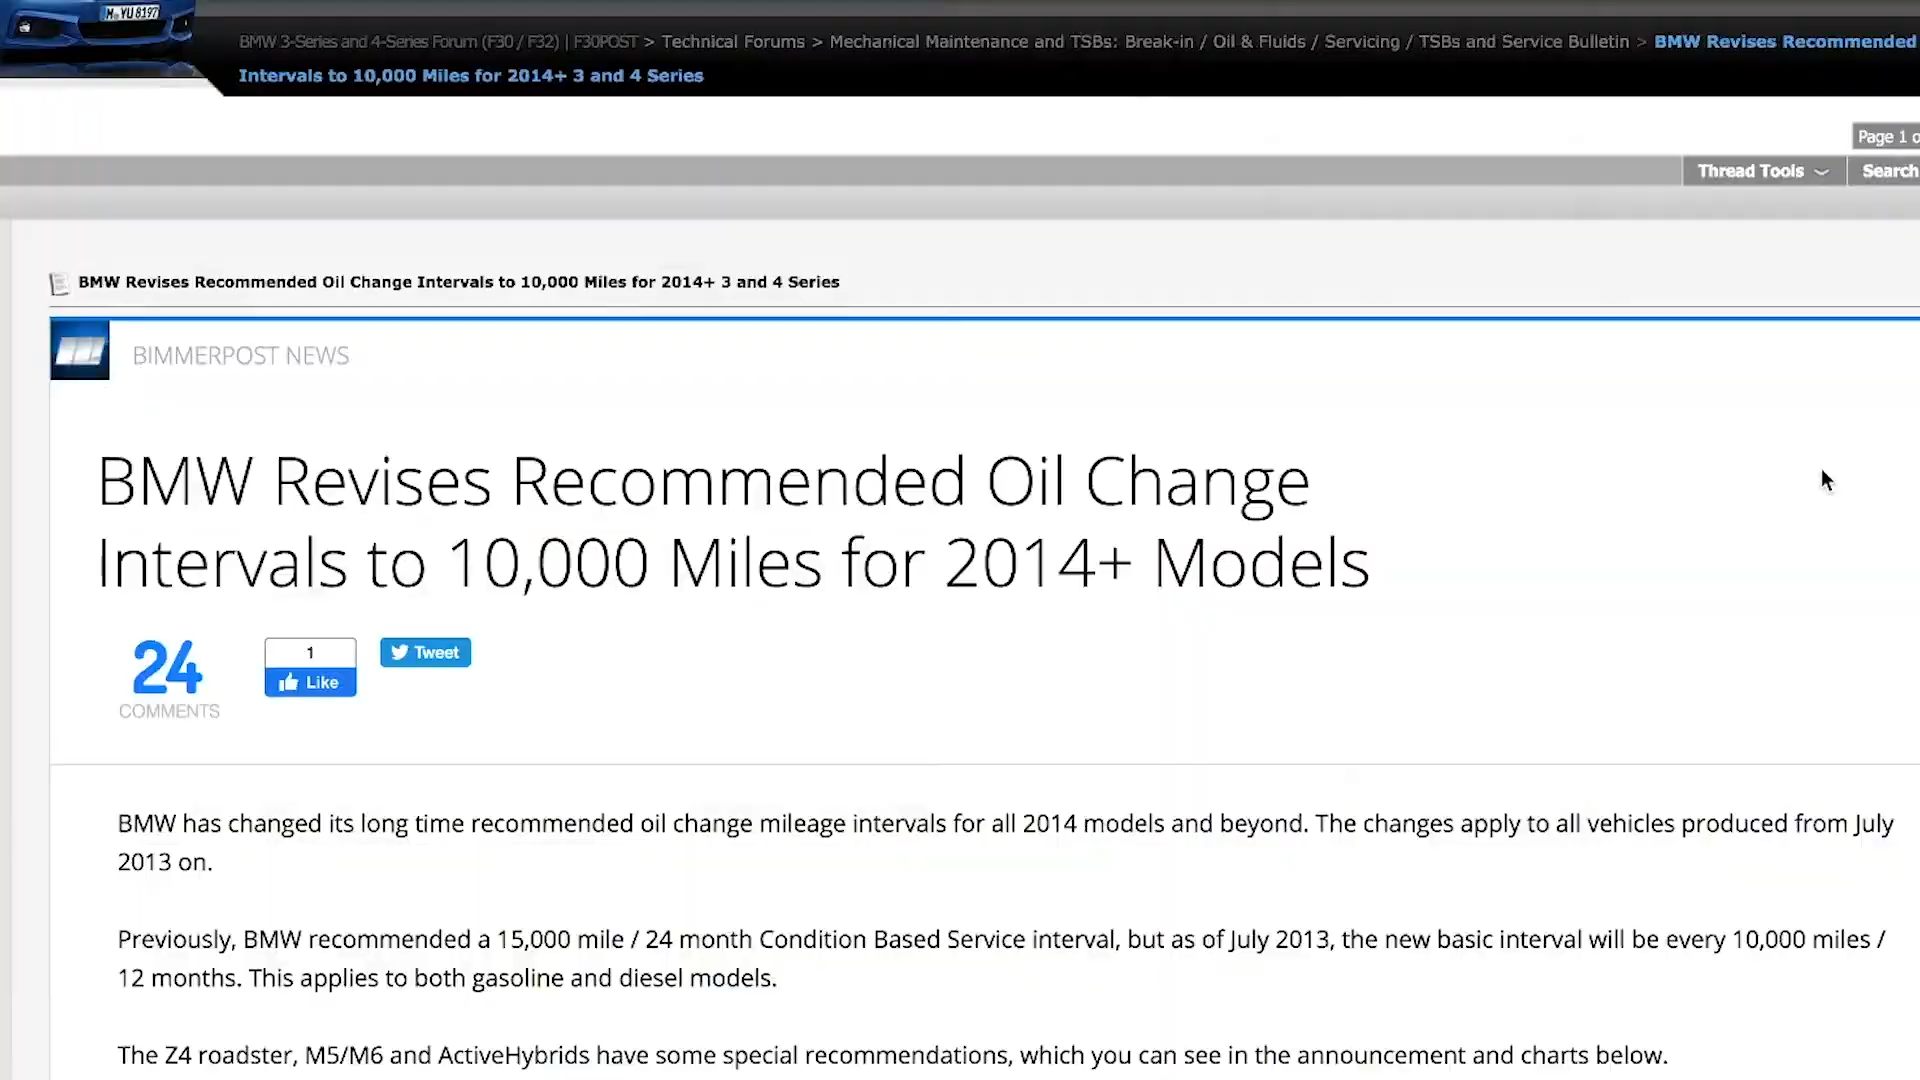 M YU 8197
BMW 3-Series and 4-Series Forum (F30 / F32) | F30POST > Technical Forums > Mechanical Maintenance and TSBs: Break-in / Oil & Fluids / Servicing / TSBs and Service Bulletin > BMW Revises Recommended
Intervals to 10,000 Miles for 2014+ 3 and 4 Series
Page 1 o
Thread Tools Search
BMW Revises Recommended Oil Change Intervals to 10,000 Miles for 2014+ 3 and 4 Series
BIMMERPOST NEWS
BMW Revises Recommended Oil Change
Intervals to 10,000 Miles for 2014+ Models
24
COMMENTS
1
Like
Tweet
BMW has changed its long time recommended oil change mileage intervals for all 2014 models and beyond. The changes apply to all vehicles produced from July
2013 on.
Previously, BMW recommended a 15,000 mile / 24 month Condition Based Service interval, but as of July 2013, the new basic interval will be every 10,000 miles /
12 months. This applies to both gasoline and diesel models.
The Z4 roadster, M5/M6 and ActiveHybrids have some special recommendations, which you can see in the announcement and charts below.